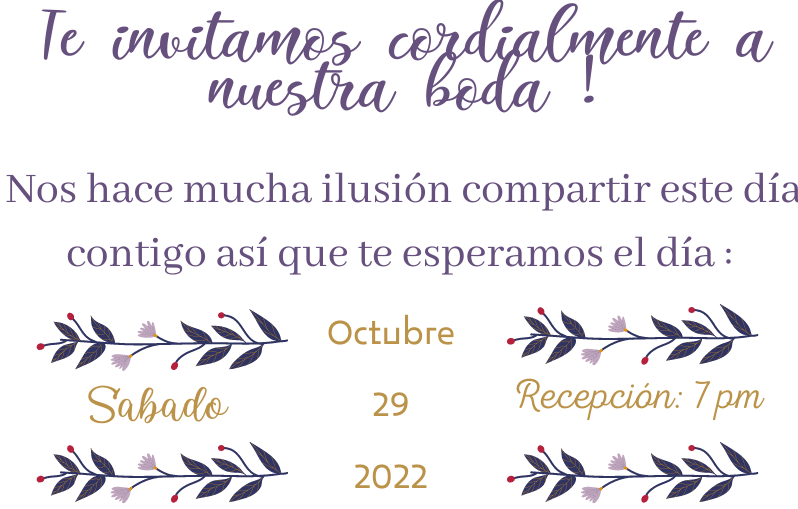 Te invitamos cordialmente a
nuestra boda !
Nos hace mucha ilusión compartir este día
contigo así que te esperamos el día :
Octubre
Sabado
29
Recepción: 7 pm
2022